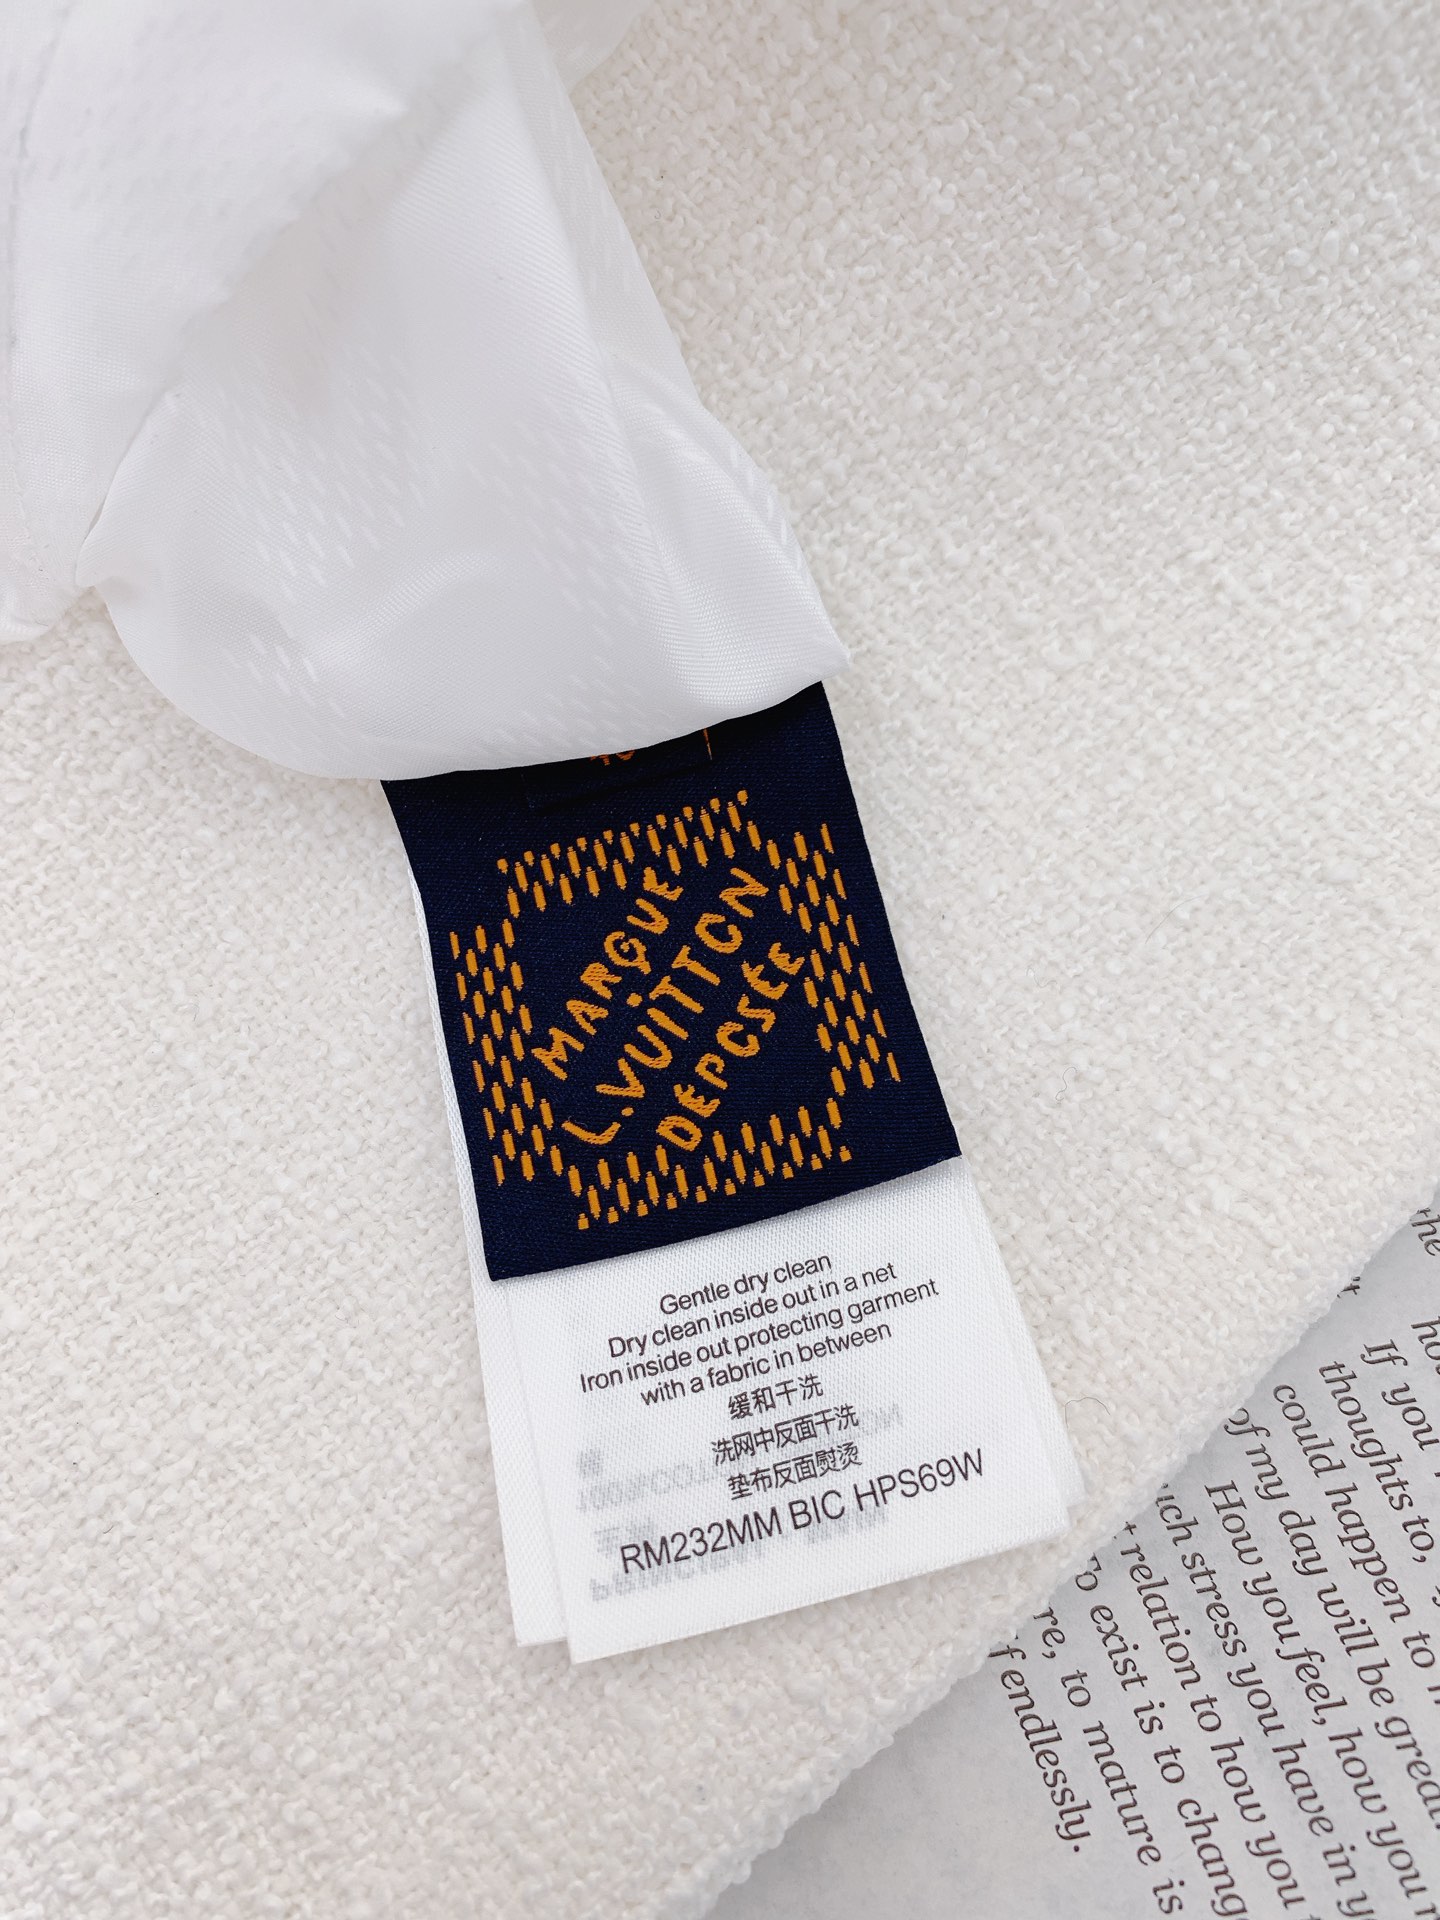 MARQUE
L.VUITTON
DEPOSÉE
Gentle dry clean
Dry clean inside out in a net
Iron inside out protecting garment
with a fabric in between
缓和干洗
洗网中反面干洗
垫布反面熨烫
RM232MM BIC HPS69W
the
If you
thoughts to,
could happen to
of my day will be great.
How you feel, how you
stress you have in
relation to how you
To exist is to
to mature is
endlessly.